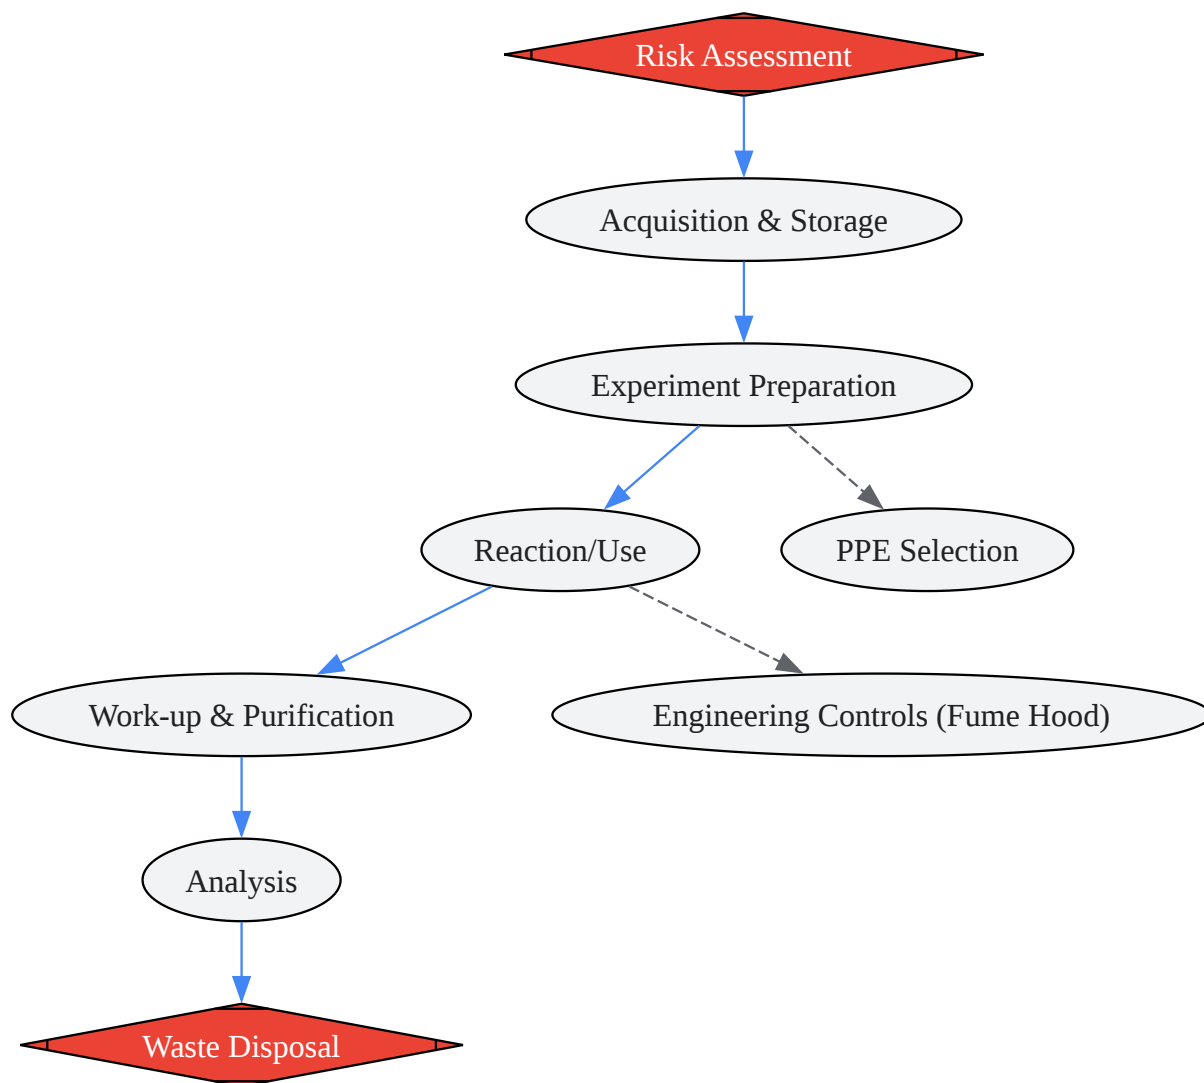 Risk Assessment
Acquisition & Storage
Experiment Preparation
Reaction/Use
PPE Selection
Work-up & Purification
Engineering Controls (Fume Hood)
Analysis
Waste Disposal